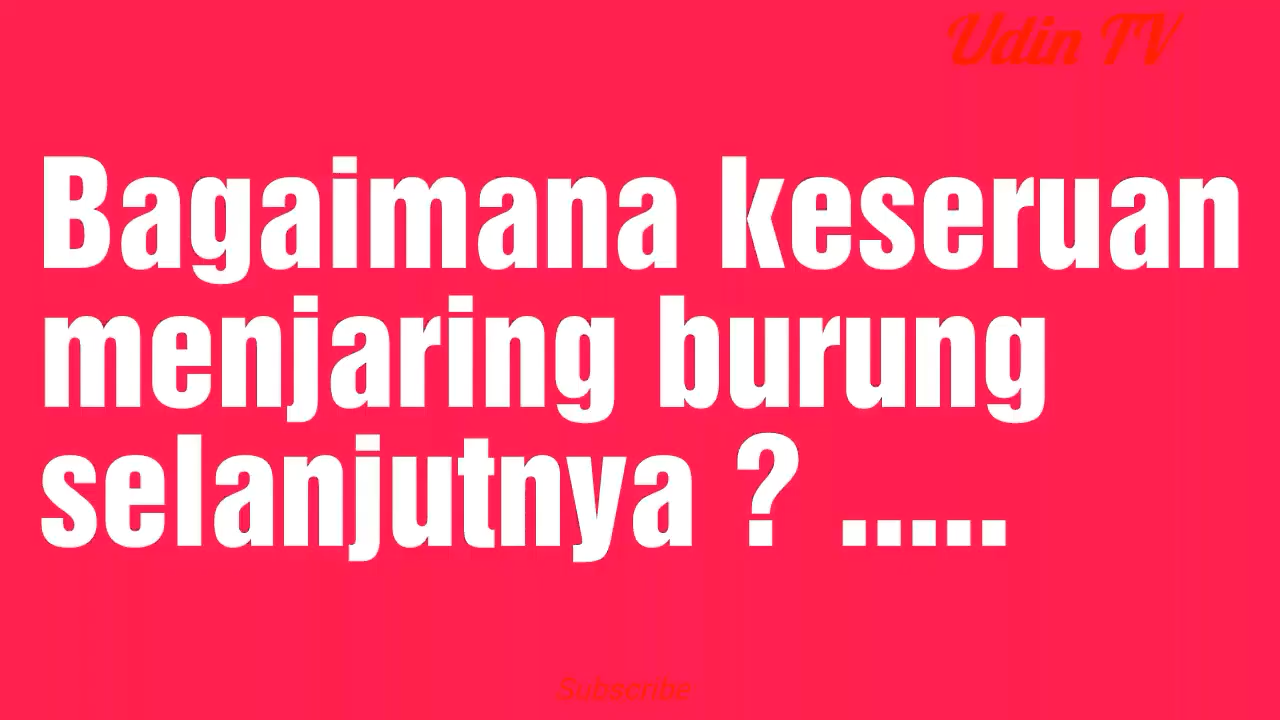 Udin TV
Bagaimana keseruan
menjaring burung
selanjutnya ? .....
Subscribe